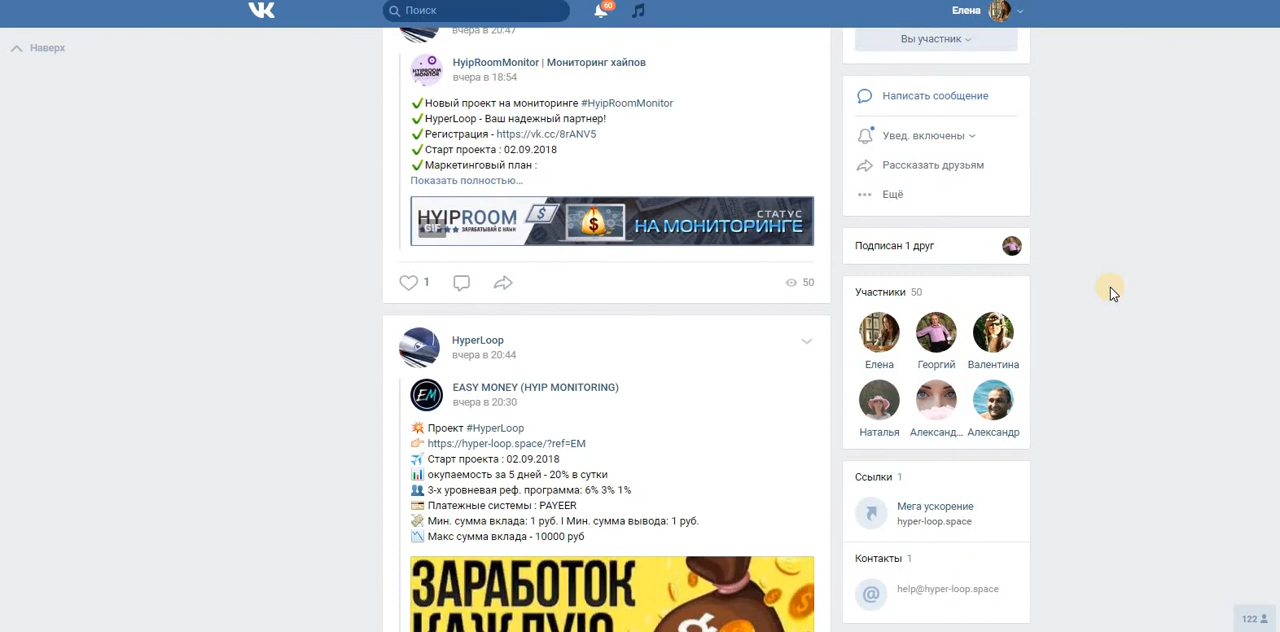 Поиск
60
Елена
Наверх
вчера в 20:47
HyipRoomMonitor | Мониторинг хайпов
вчера в 18:54
✔Новый проект на мониторинге #HyipRoomMonitor
✔HyperLoop - Ваш надежный партнер!
✔Регистрация - https://vk.cc/8rANV5
✔Старт проекта : 02.09.2018
✔Маркетинговый план :
Показать полностью...
HYIPROOM
GIF
ЗАРАБАТЫВАЙ С НАМИ
СТАТУС
НА МОНИТОРИНГЕ
1
50
HyperLoop
вчера в 20:44
EM
EASY MONEY (HYIP MONITORING)
вчера в 20:30
Проект #HyperLoop
https://hyper-loop.space/?ref=EM
Старт проекта : 02.09.2018
окупаемость за 5 дней - 20% в сутки
3-х уровневая реф. программа: 6% 3% 1%
Платежные системы : PAYEER
Мин. сумма вклада: 1 руб. I Мин. сумма вывода: 1 руб.
Макс сумма вклада - 10000 руб
ЗАРАБОТОК
КАЖДУЮ
Вы участник
Написать сообщение
Увед. включены
Рассказать друзьям
Ещё
Подписан 1 друг
Участники 50
Елена Георгий Валентина
Наталья Александ... Александр
Ссылки 1
Мега ускорение
hyper-loop.space
Контакты 1
help@hyper-loop.space
122